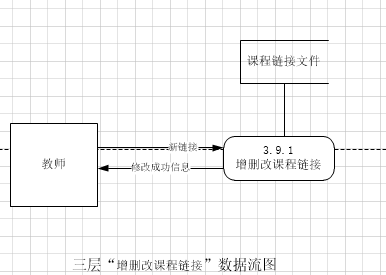 课程链接文件
新链接
3.9.1
教师
增删改课程链接
修改成功信息
三层“增删改课程链接”数据流图